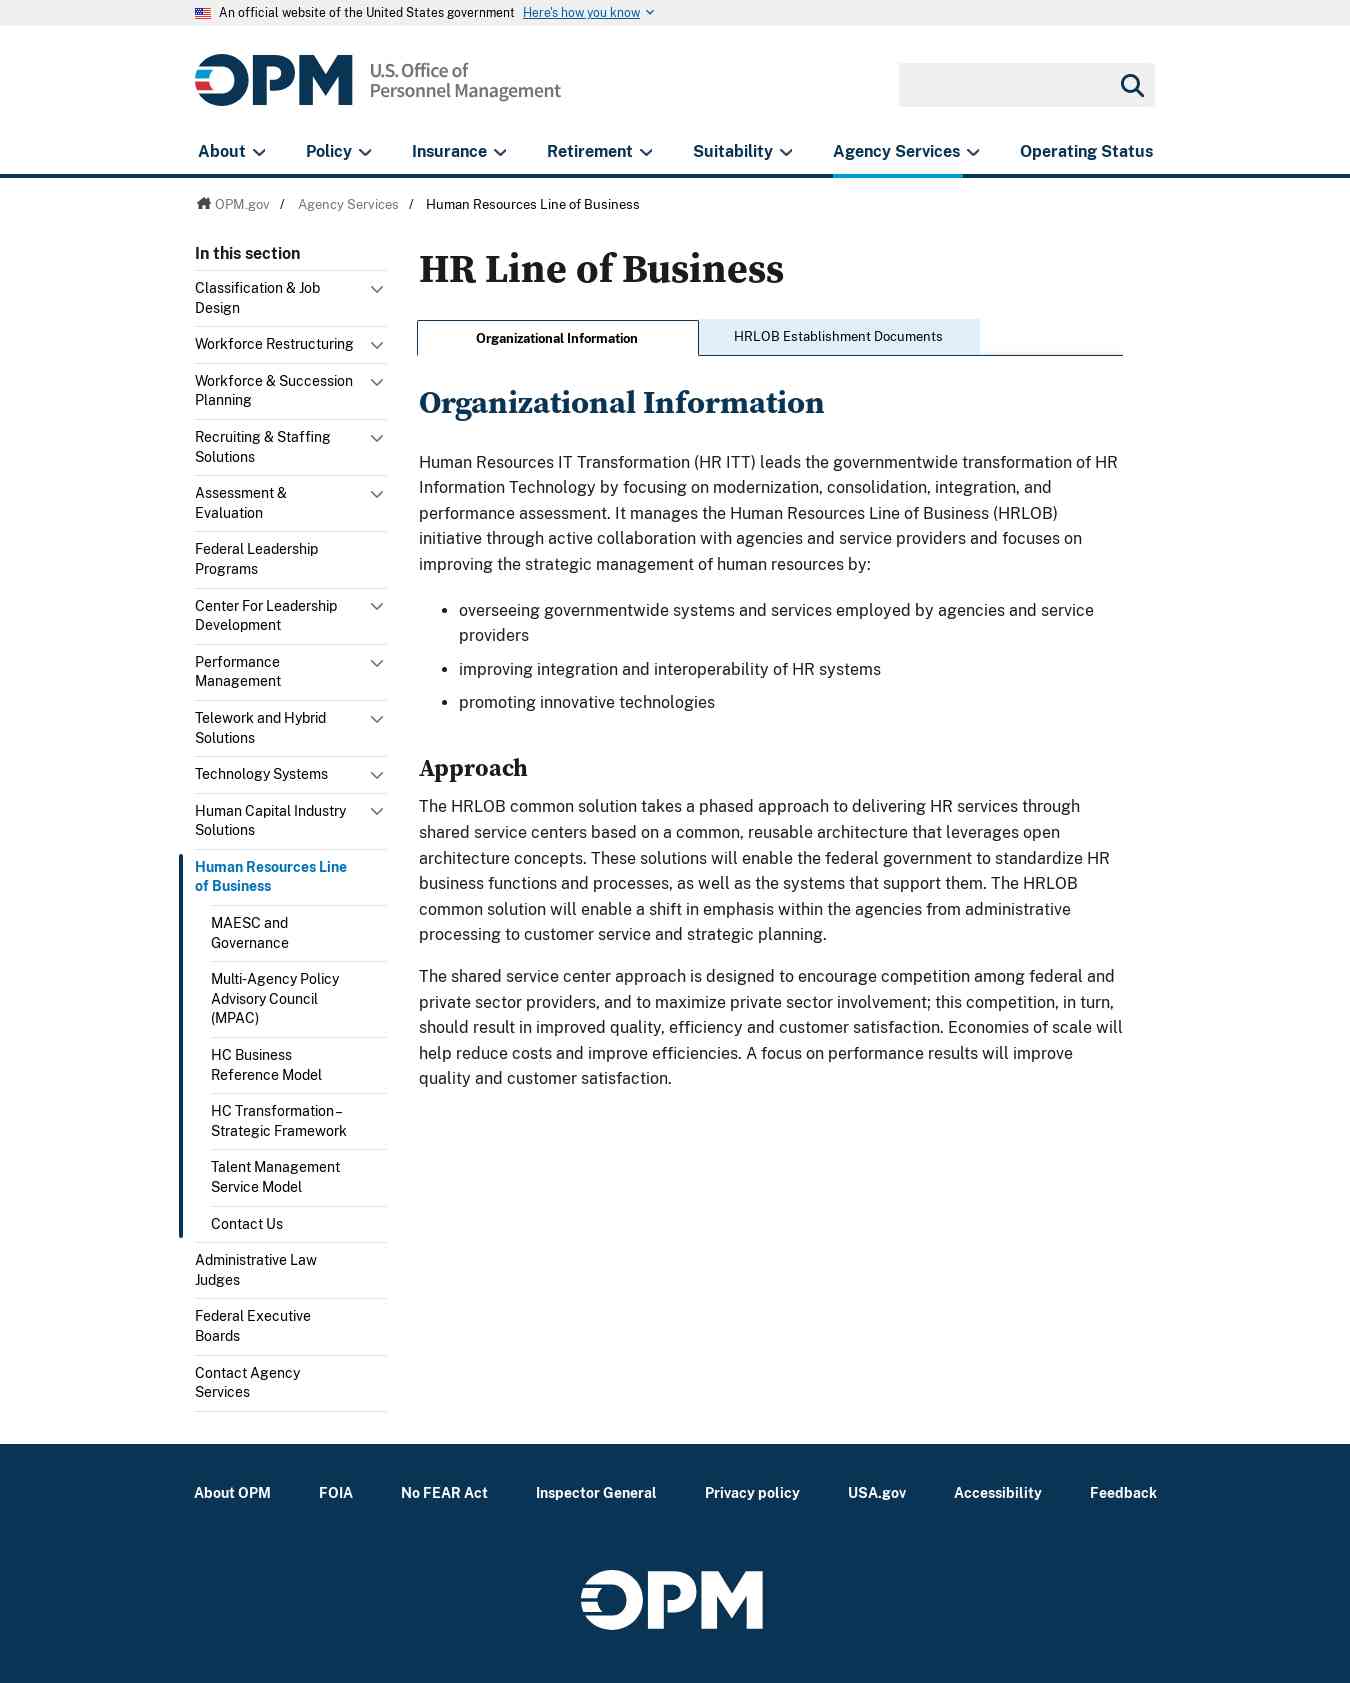 An official website of the United States government Here's how you know
OPM U.S. Office of
Personnel Management
About Policy Insurance Retirement Suitability Agency Services Operating Status
OPM.gov / Agency Services / Human Resources Line of Business
In this section
Classification & Job
Design
Workforce Restructuring
Workforce & Succession
Planning
Recruiting & Staffing
Solutions
Assessment &
Evaluation
Federal Leadership
Programs
Center For Leadership
Development
Performance
Management
Telework and Hybrid
Solutions
Technology Systems
Human Capital Industry
Solutions
Human Resources Line
of Business
MAESC and
Governance
Multi-Agency Policy
Advisory Council
(MPAC)
HC Business
Reference Model
HC Transformation –
Strategic Framework
Talent Management
Service Model
Contact Us
Administrative Law
Judges
Federal Executive
Boards
Contact Agency
Services
HR Line of Business
Organizational Information HRLOB Establishment Documents
Organizational Information
Human Resources IT Transformation (HR ITT) leads the governmentwide transformation of HR
Information Technology by focusing on modernization, consolidation, integration, and
performance assessment. It manages the Human Resources Line of Business (HRLOB)
initiative through active collaboration with agencies and service providers and focuses on
improving the strategic management of human resources by:
• overseeing governmentwide systems and services employed by agencies and service
providers
• improving integration and interoperability of HR systems
• promoting innovative technologies
Approach
The HRLOB common solution takes a phased approach to delivering HR services through
shared service centers based on a common, reusable architecture that leverages open
architecture concepts. These solutions will enable the federal government to standardize HR
business functions and processes, as well as the systems that support them. The HRLOB
common solution will enable a shift in emphasis within the agencies from administrative
processing to customer service and strategic planning.
The shared service center approach is designed to encourage competition among federal and
private sector providers, and to maximize private sector involvement; this competition, in turn,
should result in improved quality, efficiency and customer satisfaction. Economies of scale will
help reduce costs and improve efficiencies. A focus on performance results will improve
quality and customer satisfaction.
About OPM FOIA No FEAR Act Inspector General Privacy policy USA.gov Accessibility Feedback
OPM